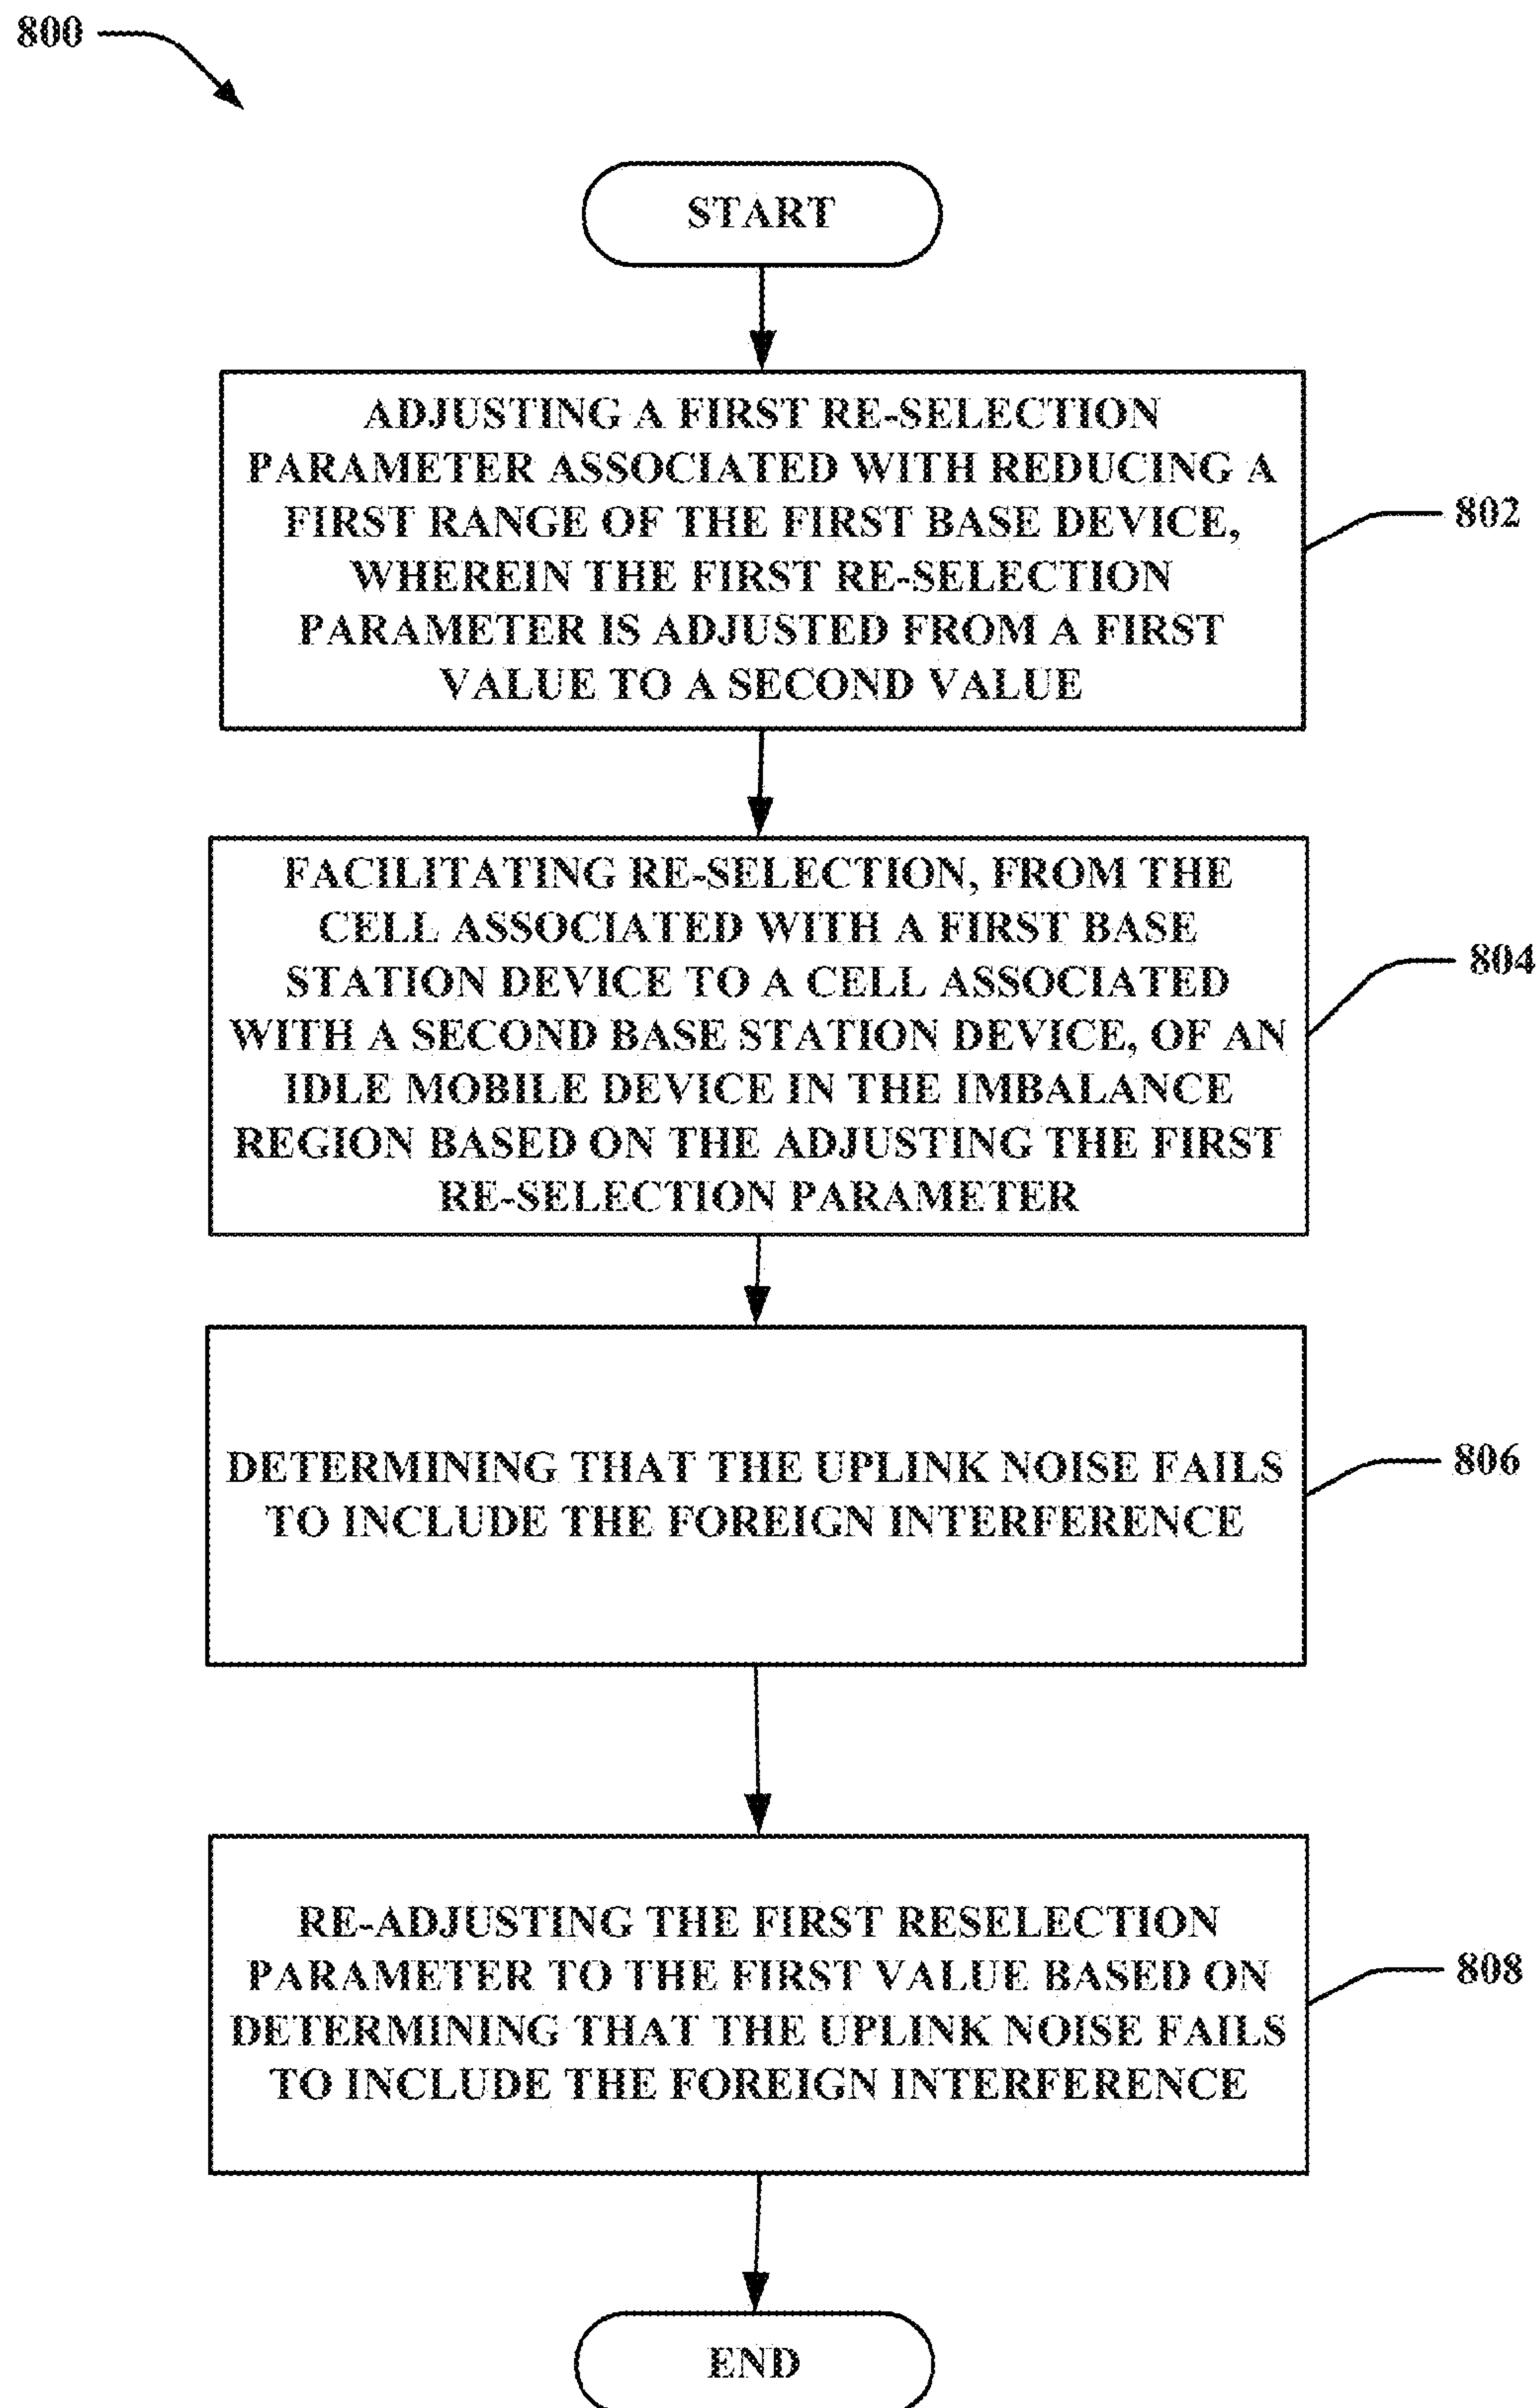 800
START
ADJUSTING A FIRST RE-SELECTION
PARAMETER ASSOCIATED WITH REDUCING A
FIRST RANGE OF THE FIRST BASE DEVICE,
WHEREIN THE FIRST RE-SELECTION
PARAMETER IS ADJUSTED FROM A FIRST
VALUE TO A SECOND VALUE
802
FACILITATING RE-SELECTION, FROM THE
CELL ASSOCIATED WITH A FIRST BASE
STATION DEVICE TO A CELL ASSOCIATED
WITH A SECOND BASE STATION DEVICE, OF AN
IDLE MOBILE DEVICE IN THE IMBALANCE
REGION BASED ON THE ADJUSTING THE FIRST
RE-SELECTION PARAMETER
804
DETERMINING THAT THE UPLINK NOISE FAILS
TO INCLUDE THE FOREIGN INTERFERENCE
806
RE-ADJUSTING THE FIRST RESELECTION
PARAMETER TO THE FIRST VALUE BASED ON
DETERMINING THAT THE UPLINK NOISE FAILS
TO INCLUDE THE FOREIGN INTERFERENCE
808
END